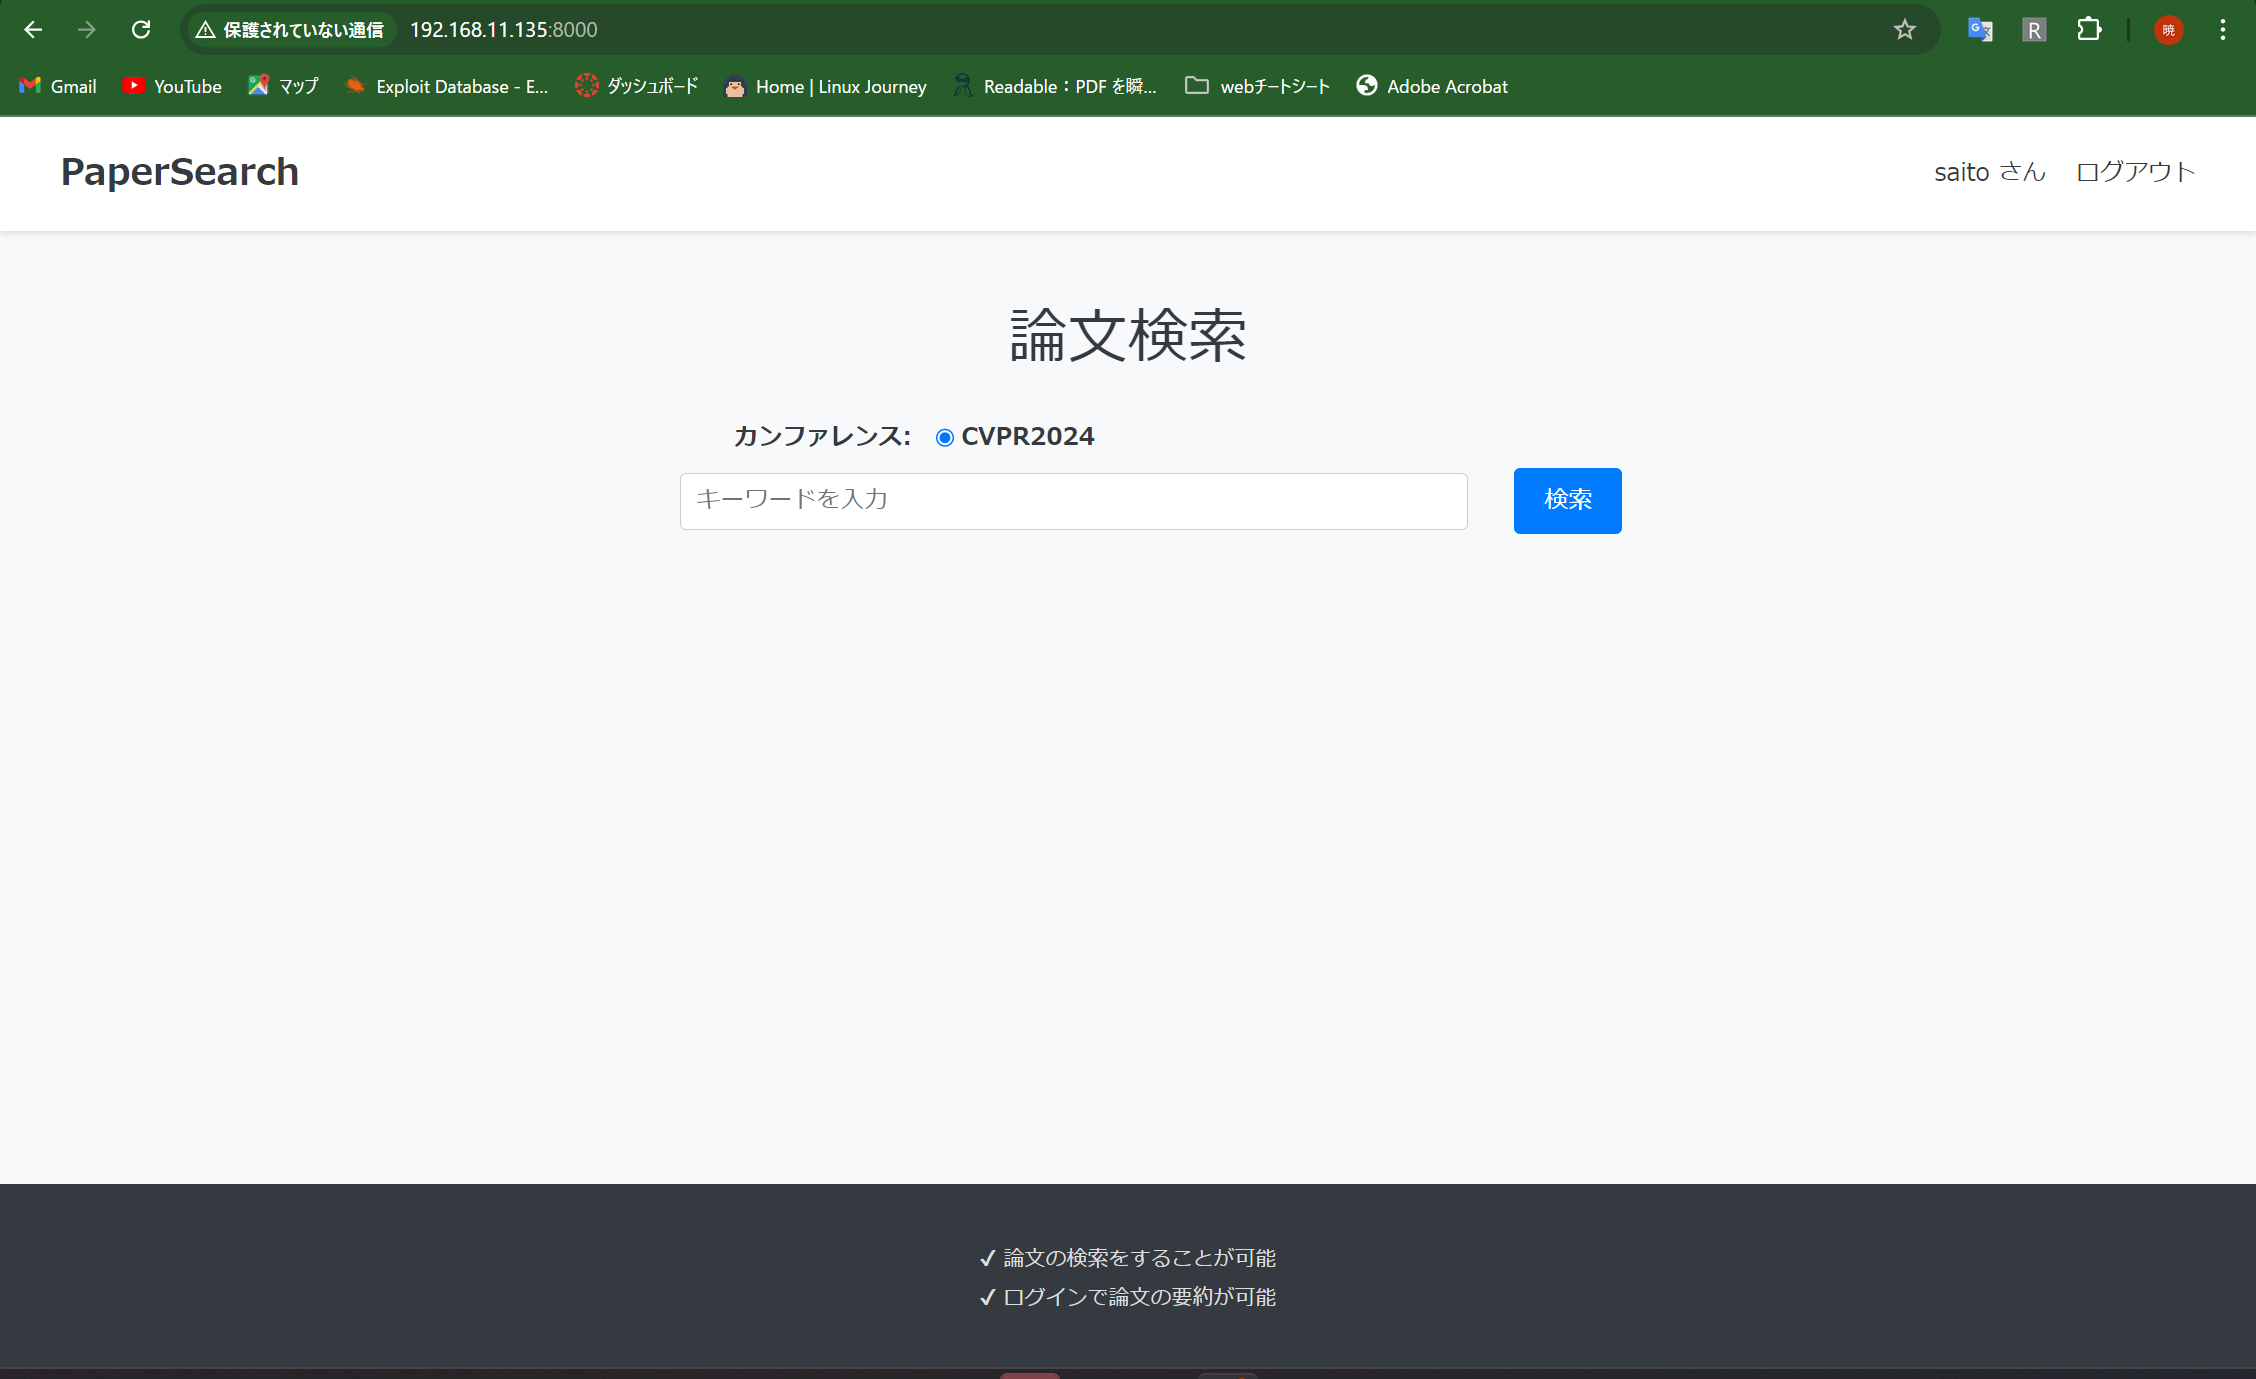 保護されていない通信 192.168.11.135:8000 暁
Gmail YouTube マップ Exploit Database - E... ダッシュボード Home | Linux Journey Readable：PDF を瞬... webチートシート Adobe Acrobat
PaperSearch saito さん ログアウト
論文検索
カンファレンス: CVPR2024
キーワードを入力 検索
✓ 論文の検索をすることが可能
✓ ログインで論文の要約が可能